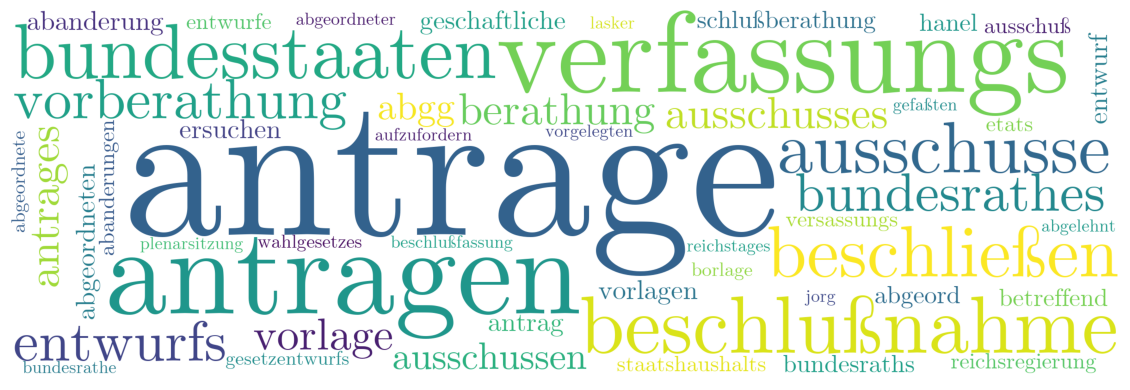 abanderung entwurfe abgeordneter geschaftliche lasker schlußberathung hanel ausschuß
bundesstaaten verfassungs
entwurf
vorberathung abgg berathung ausschusses gefaßten
etats
ersuchen aufzufordern vorgelegten
abgeordnete
antrages
abgeordneten
abanderungen
antrage
ausschusse
bundesrathes
versassungs
abgelehnt
plenarsitzung wahlgesetzes beschlußfassung reichstages
beschließen
borlage
antragen
vorlagen jorg abgeord betreffend
entwurfs vorlage antrag beschlußnahme
gesetzentwurfs ausschussen staatshaushalts bundesraths reichsregierung
bundesrathe